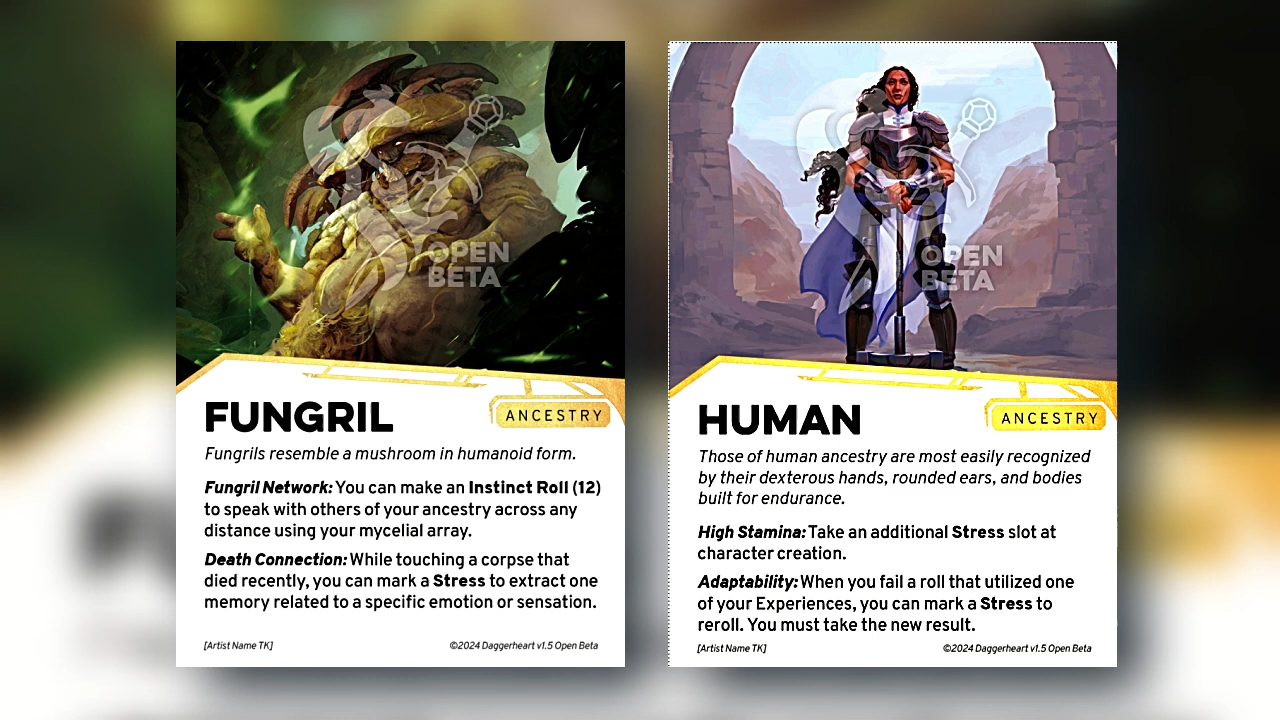 OPEN
BETA
FUNGRIL
ANCESTRY
Fungrils resemble a mushroom in humanoid form.
Fungril Network: You can make an Instinct Roll (12)
to speak with others of your ancestry across any
distance using your mycelial array.
Death Connection: While touching a corpse that
died recently, you can mark a Stress to extract one
memory related to a specific emotion or sensation.
[Artist Name TK]
©2024 Daggerheart v1.5 Open Beta
OPEN
BETA
HUMAN
ANCESTRY
Those of human ancestry are most easily recognized
by their dexterous hands, rounded ears, and bodies
built for endurance.
High Stamina: Take an additional Stress slot at
character creation.
Adaptability: When you fail a roll that utilized one
of your Experiences, you can mark a Stress to
reroll. You must take the new result.
[Artist Name TK]
©2024 Daggerheart v1.5 Open Beta